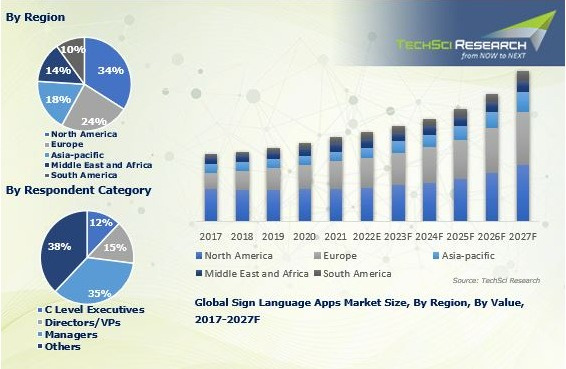 By Region
10%
34%
14%
18%
24%
North America
Europe
Asia-pacific
Middle East and Africa
South America
By Respondent Category
12%
15%
38%
35%
C Level Executives
Directors/VPs
Managers
Others
TechSci Research
from NOW to NEXT
2017 2018 2019 2020 2021 2022E 2023F 2024F 2025F 2026F 2027F
North America Europe Asia-pacific
Middle East and Africa South America
Source: TechSci Research
Global Sign Language Apps Market Size, By Region, By Value,
2017-2027F